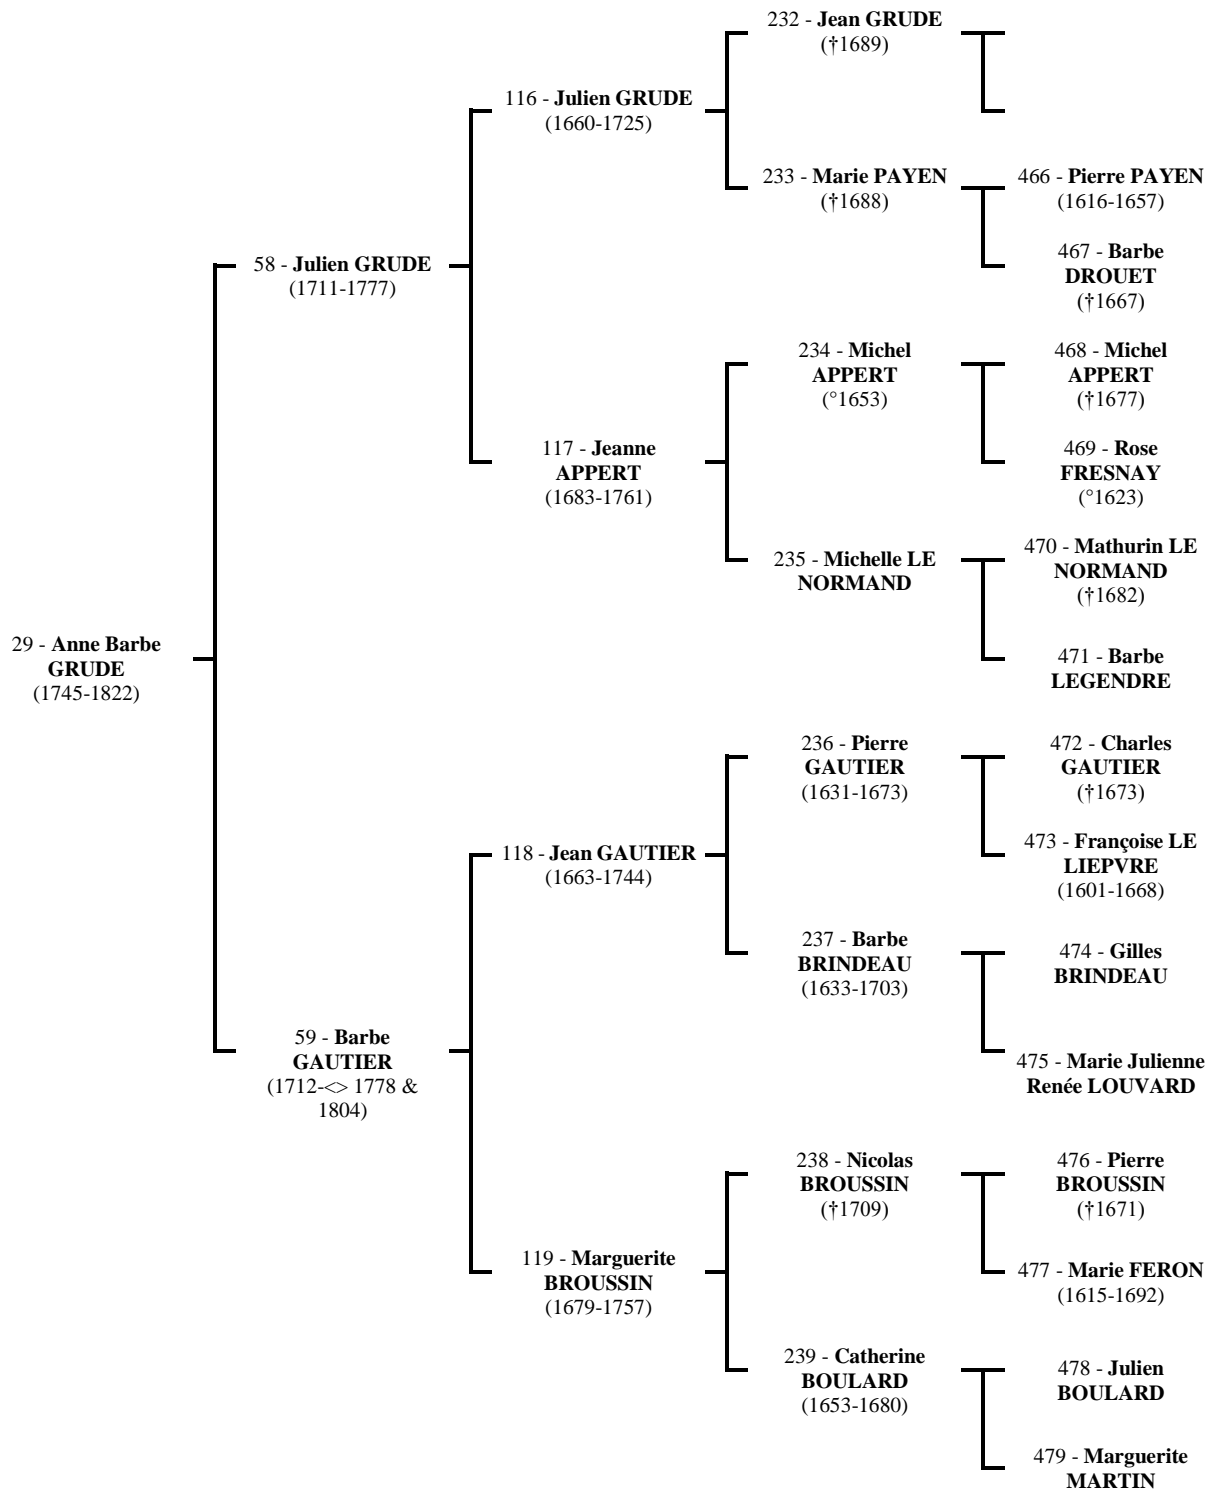 232 - Jean GRUDE
(†1689)
116 - Julien GRUDE
(1660-1725)
233 - Marie PAYEN
(†1688)
466 - Pierre PAYEN
(1616-1657)
58 - Julien GRUDE
(1711-1777)
467 - Barbe
DROUET
(†1667)
234 - Michel
APPERT
(°1653)
468 - Michel
APPERT
(†1677)
117 - Jeanne
APPERT
(1683-1761)
469 - Rose
FRESNAY
(°1623)
235 - Michelle LE
NORMAND
470 - Mathurin LE
NORMAND
(†1682)
29 - Anne Barbe
GRUDE
(1745-1822)
471 - Barbe
LEGENDRE
236 - Pierre
GAUTIER
(1631-1673)
472 - Charles
GAUTIER
(†1673)
118 - Jean GAUTIER
(1663-1744)
473 - Françoise LE
LIEPVRE
(1601-1668)
237 - Barbe
BRINDEAU
(1633-1703)
474 - Gilles
BRINDEAU
59 - Barbe
GAUTIER
(1712-<> 1778 &
1804)
475 - Marie Julienne
Renée LOUVARD
238 - Nicolas
BROUSSIN
(†1709)
476 - Pierre
BROUSSIN
(†1671)
119 - Marguerite
BROUSSIN
(1679-1757)
477 - Marie FERON
(1615-1692)
239 - Catherine
BOULARD
(1653-1680)
478 - Julien
BOULARD
479 - Marguerite
MARTIN